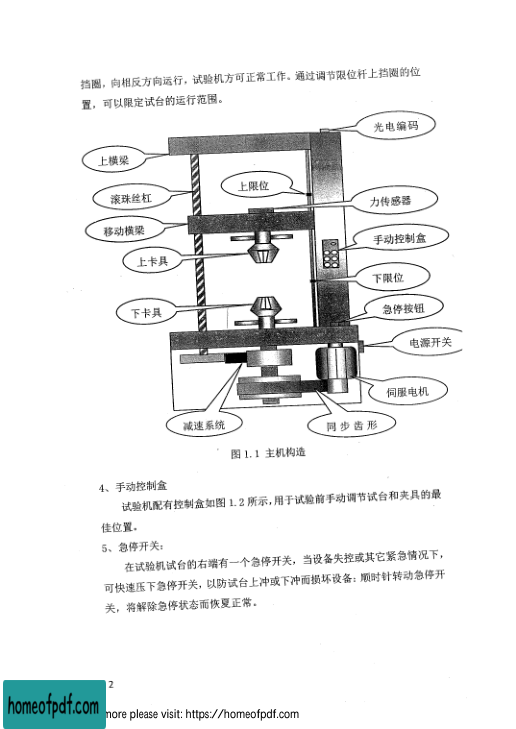 挡圈，向相反方向运行，试验机方可正常工作。通过调节限位杆上挡圈的位
置，可以限定试台的运行范围。
光电编码
上横梁
上限位
滚珠丝杠
力传感器
移动横梁
手动控制盒
上卡具
下限位
下卡具
急停按钮
电源开关
伺服电机
减速系统
同步齿形
图 1.1 主机构造
4、手动控制盒
试验机配有控制盒如图 1.2 所示，用于试验前手动调节试台和夹具的最
佳位置。
5、急停开关：
在试验机试台的右端有一个急停开关，当设备失控或其它紧急情况下，
可快速压下急停开关，以防试台上冲或下冲而损坏设备；顺时针转动急停开
关，将解除急停状态而恢夏正常。
2
homeofpdf.com
more please visit: https://homeofpdf.com